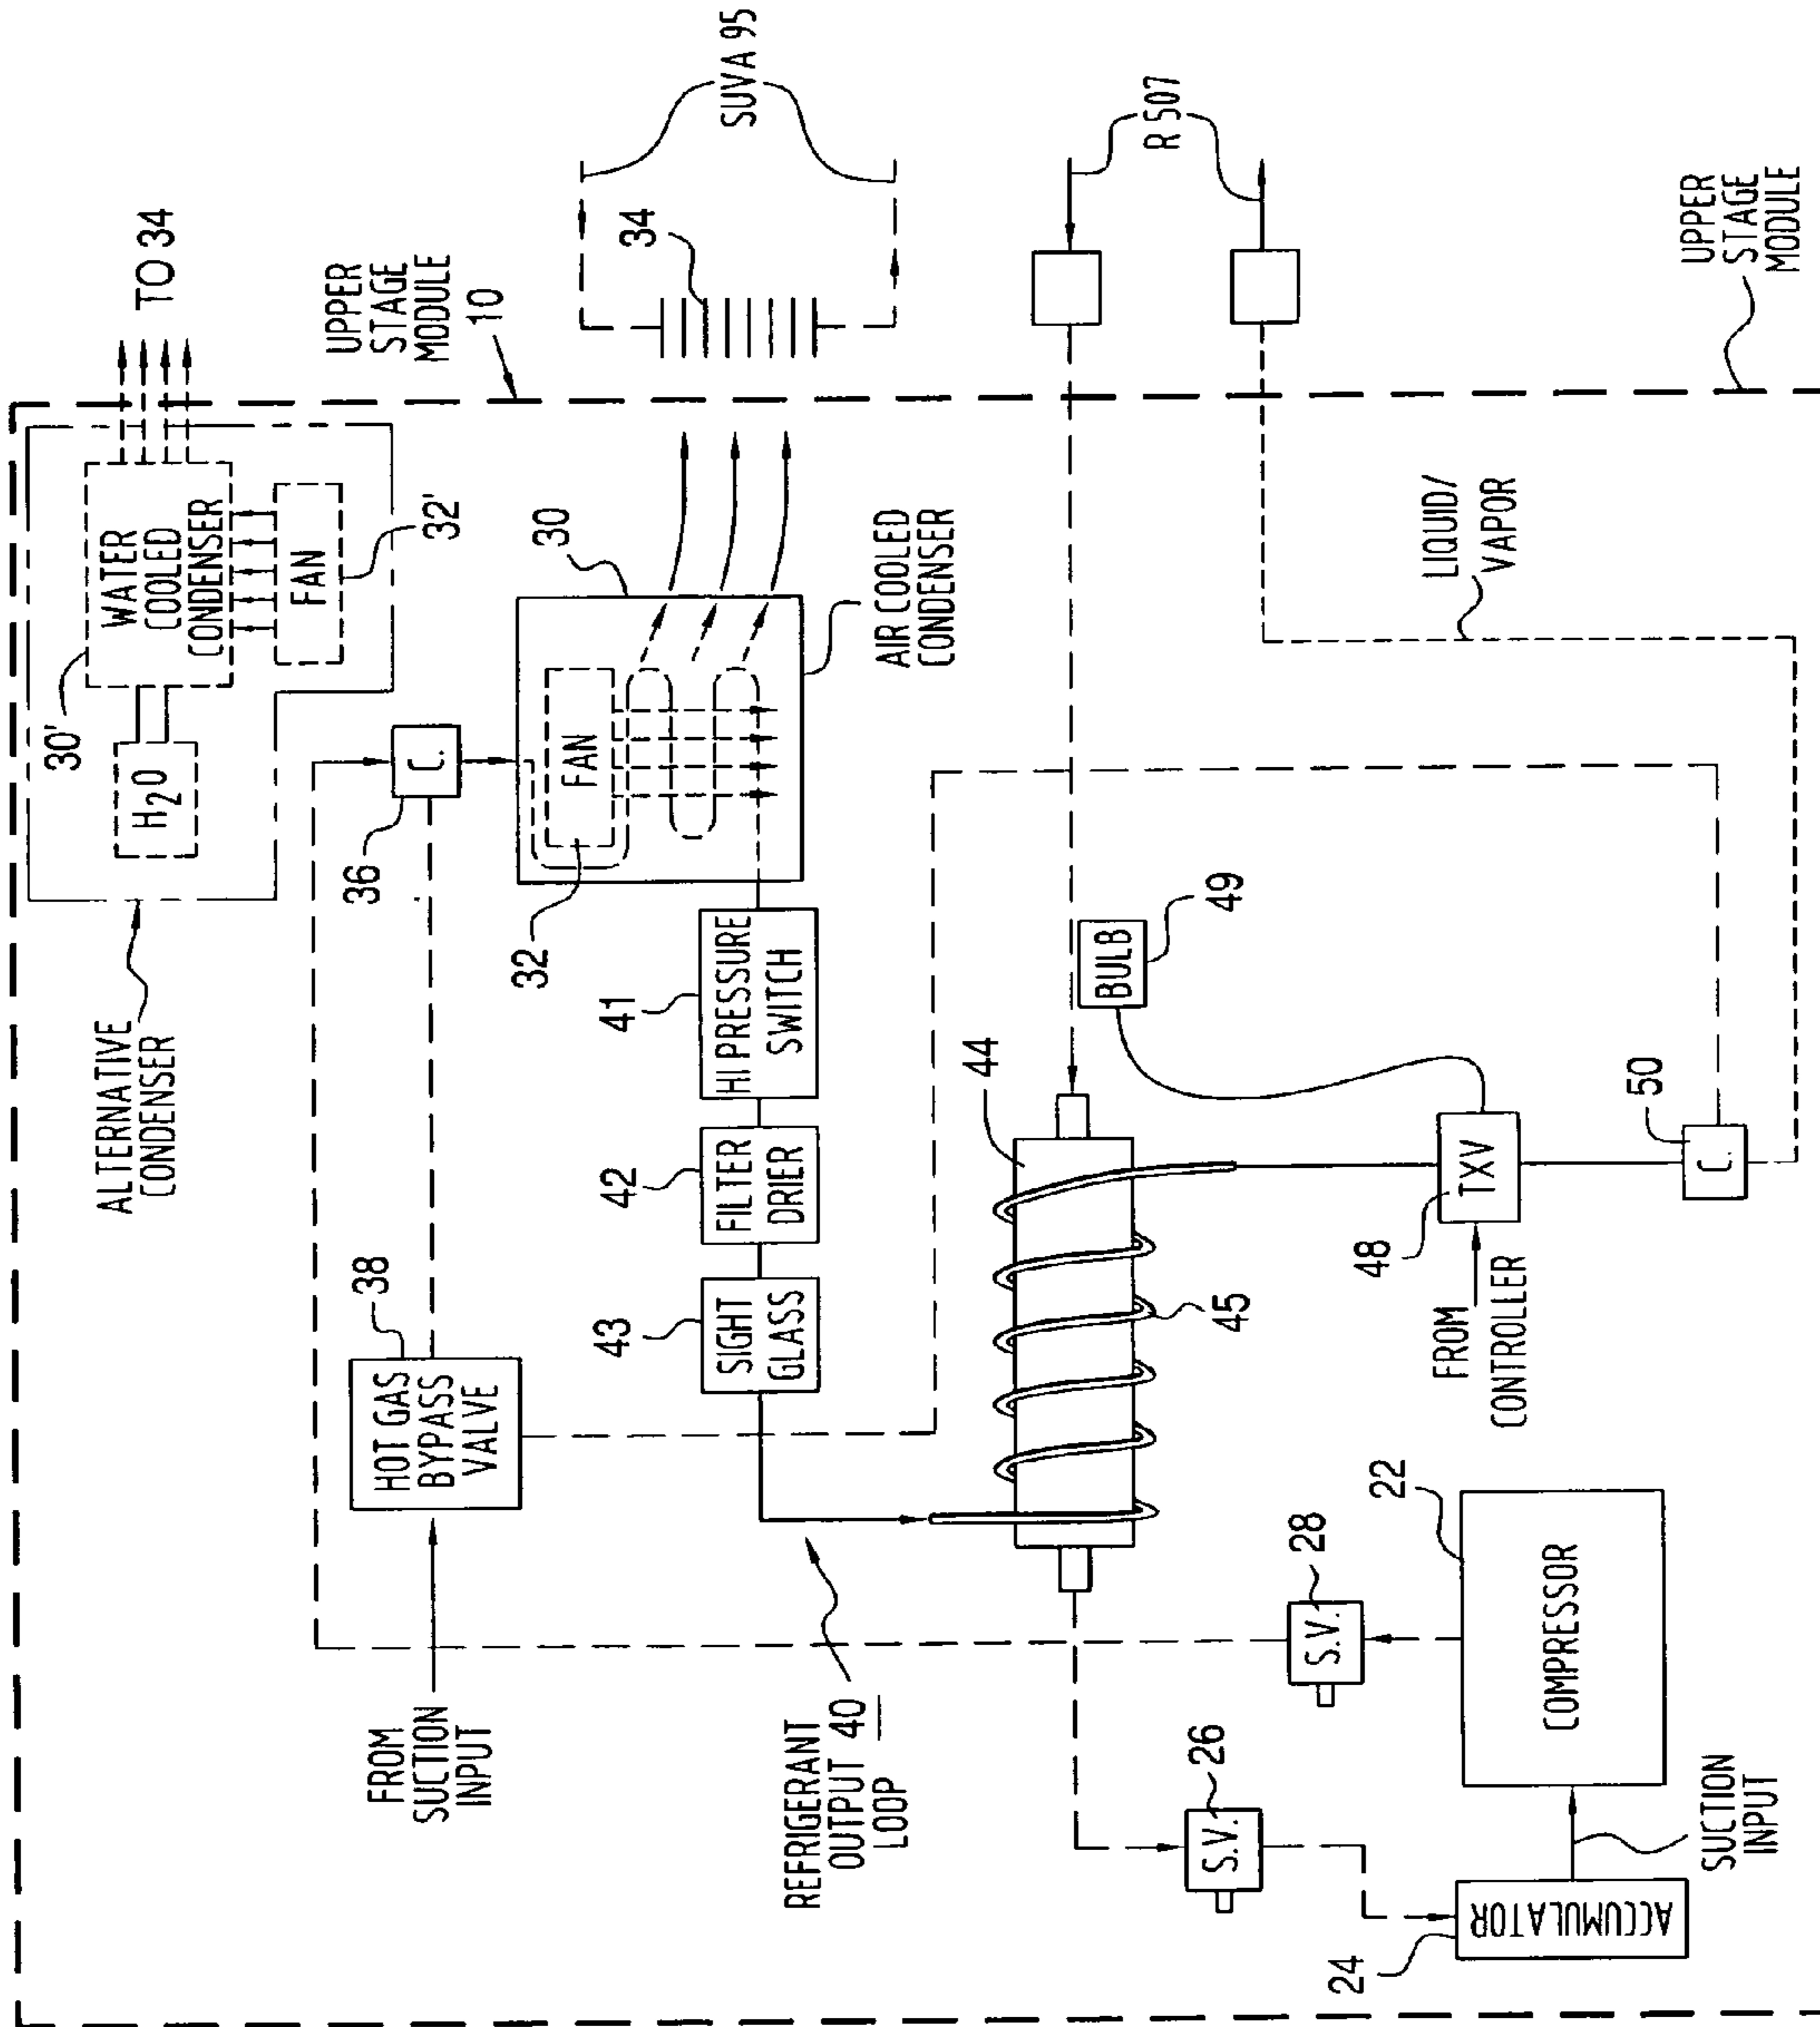 ALTERNATIVE
CONDENSER
H2O
30'
WATER
COOLED
CONDENSER
FAN
32'
TO 34
UPPER
STAGE
MODULE
10
36
C.
FAN
32
30
AIR COOLED
CONDENSER
34
SUVA 95
FROM
SUCTION
INPUT
38
HOT GAS
BYPASS
VALVE
43
SIGHT
GLASS
42
FILTER
DRIER
41
HI PRESSURE
SWITCH
REFRIGERANT
OUTPUT 40
LOOP
44
45
BULB
49
R 507
26
S.V.
28
S.V.
FROM
CONTROLLER
48
TXV
50
C.
LIQUID/
VAPOR
24
ACCUMULATOR
SUCTION
INPUT
22
COMPRESSOR
UPPER
STAGE
MODULE